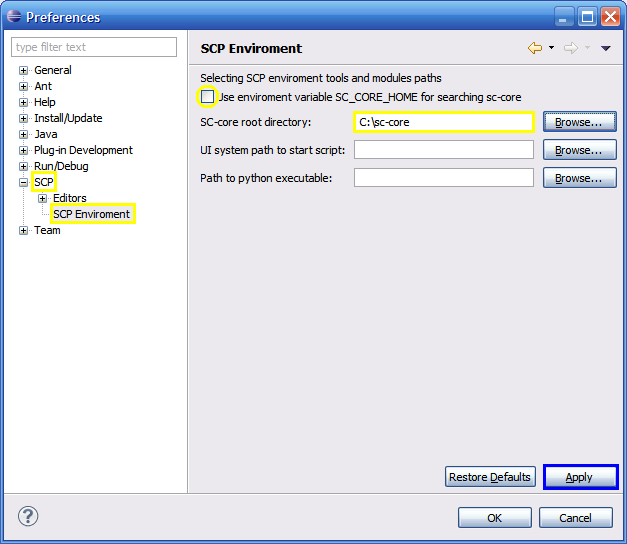 Preferences
type filter text
General
Ant
Help
Install/Update
Java
Plug-in Development
Run/Debug
SCP
Editors
SCP Enviroment
Team
SCP Enviroment
Selecting SCP enviroment tools and modules paths
Use enviroment variable SC_CORE_HOME for searching sc-core
SC-core root directory: C:\sc-core Browse...
UI system path to start script: Browse...
Path to python executable: Browse...
Restore Defaults Apply
? OK Cancel